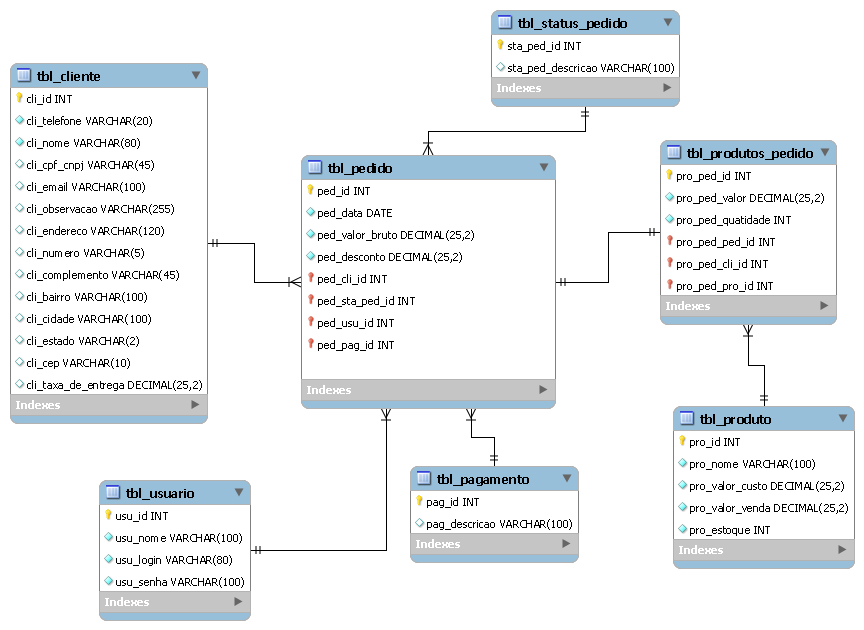 tbl_status_pedido
sta_ped_id INT
sta_ped_descricao VARCHAR(100)
Indexes
tbl_cliente
cli_id INT
cli_telefone VARCHAR(20)
cli_nome VARCHAR(80)
cli_cpf_cnpj VARCHAR(45)
cli_email VARCHAR(100)
cli_observacao VARCHAR(255)
cli_endereco VARCHAR(120)
cli_numero VARCHAR(5)
cli_complemento VARCHAR(45)
cli_bairro VARCHAR(100)
cli_cidade VARCHAR(100)
cli_estado VARCHAR(2)
cli_cep VARCHAR(10)
cli_taxa_de_entrega DECIMAL(25,2)
Indexes
tbl_pedido
ped_id INT
ped_data DATE
ped_valor_bruto DECIMAL(25,2)
ped_desconto DECIMAL(25,2)
ped_cli_id INT
ped_sta_ped_id INT
ped_usu_id INT
ped_pag_id INT
Indexes
tbl_produtos_pedido
pro_ped_id INT
pro_ped_valor DECIMAL(25,2)
pro_ped_quatidade INT
pro_ped_ped_id INT
pro_ped_cli_id INT
pro_ped_pro_id INT
Indexes
tbl_produto
pro_id INT
pro_nome VARCHAR(100)
pro_valor_custo DECIMAL(25,2)
pro_valor_venda DECIMAL(25,2)
pro_estoque INT
Indexes
tbl_usuario
usu_id INT
usu_nome VARCHAR(100)
usu_login VARCHAR(80)
usu_senha VARCHAR(100)
Indexes
tbl_pagamento
pag_id INT
pag_descricao VARCHAR(100)
Indexes